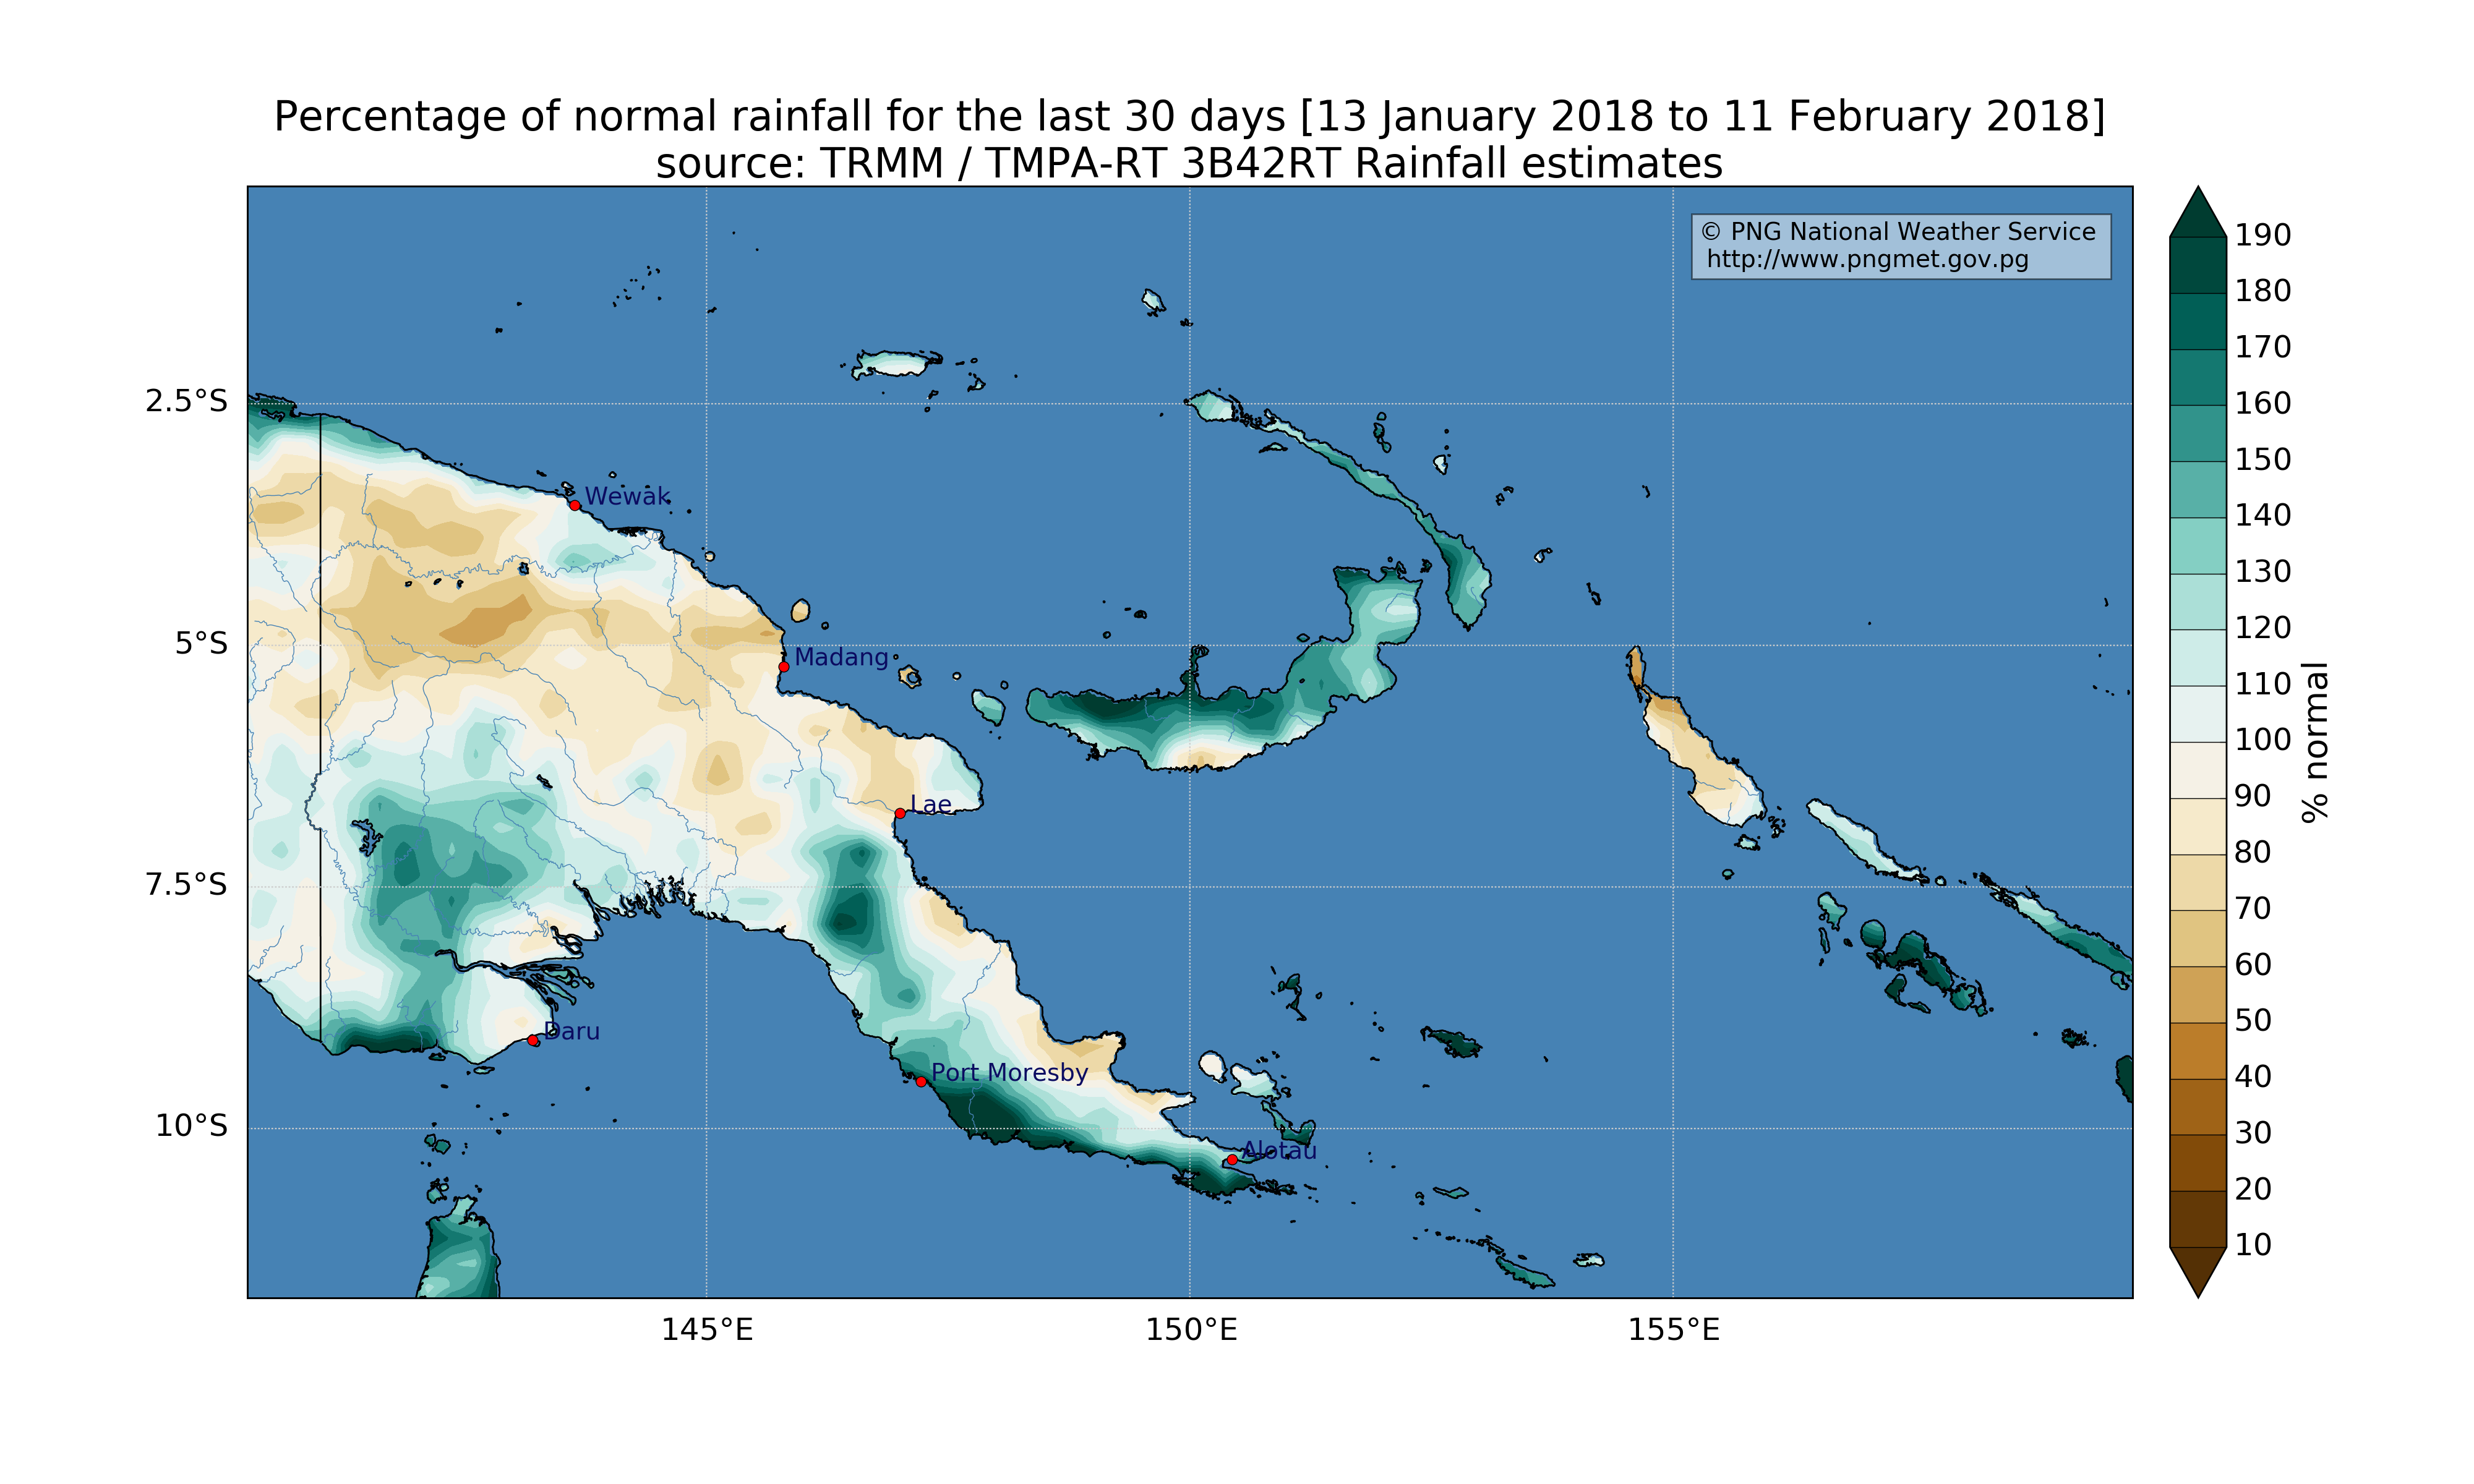 Percentage of normal rainfall for the last 30 days [13 January 2018 to 11 February 2018]
source: TRMM / TMPA-RT 3B42RT Rainfall estimates
© PNG National Weather Service
http://www.pngmet.gov.pg
2.5°S
5°S
7.5°S
10°S
Wewak
Madang
Lae
Daru
Port Moresby
Alotau
145°E
150°E
155°E
190
180
170
160
150
140
130
120
110
100
90
80
70
60
50
40
30
20
10
% normal